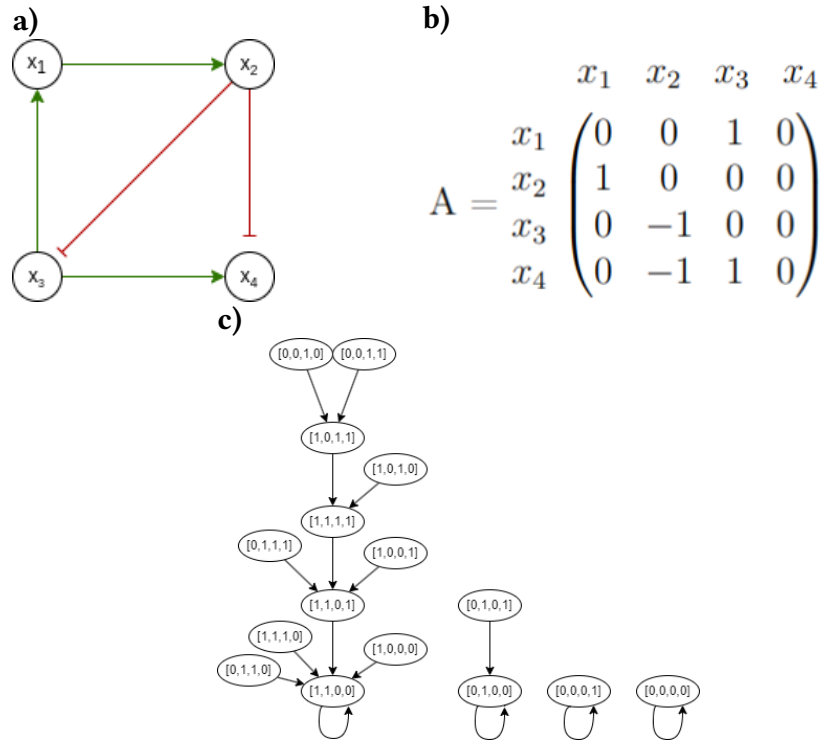 a)
x₁
x₂
x₃
x₄
b)
x₁ x₂ x₃ x₄
A =
x₁ 0 0 1 0
x₂ 1 0 0 0
x₃ 0 −1 0 0
x₄ 0 −1 1 0
c)
[0,0,1,0] [0,0,1,1]
[1,0,1,1]
[1,0,1,0]
[1,1,1,1]
[0,1,1,1] [1,0,0,1]
[1,1,0,1] [0,1,0,1]
[1,1,1,0] [1,0,0,0]
[0,1,1,0]
[1,1,0,0] [0,1,0,0] [0,0,0,1] [0,0,0,0]